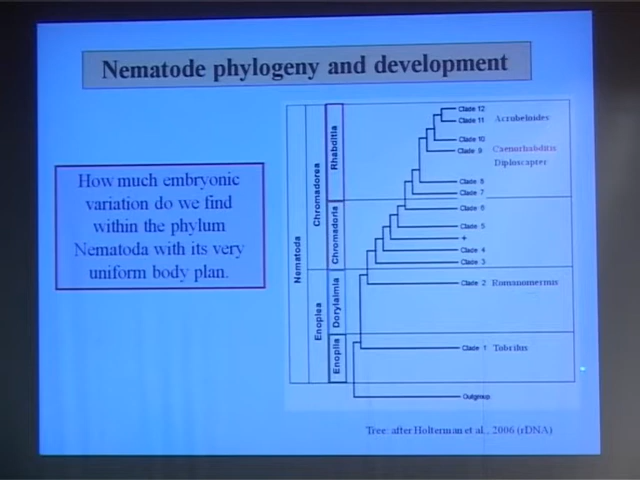 Nematode phylogeny and development
How much embryonic
variation do we find
within the phylum
Nematoda with its very
uniform body plan.
Nematoda
Chromadorea
Enoplea
Rhabditia
Chromadoria
Dorylaimia
Enoplia
Clade 12
Clade 11 Acrobeloides
Clade 10
Clade 9 Caenorhabditis
Diploscapter
Clade 8
Clade 7
Clade 6
Clade 5
+
Clade 4
Clade 3
Clade 2 Romanomermis
Clade 1 Tobrilus
Outgroup
Tree: after Holterman et al., 2006 (rDNA)